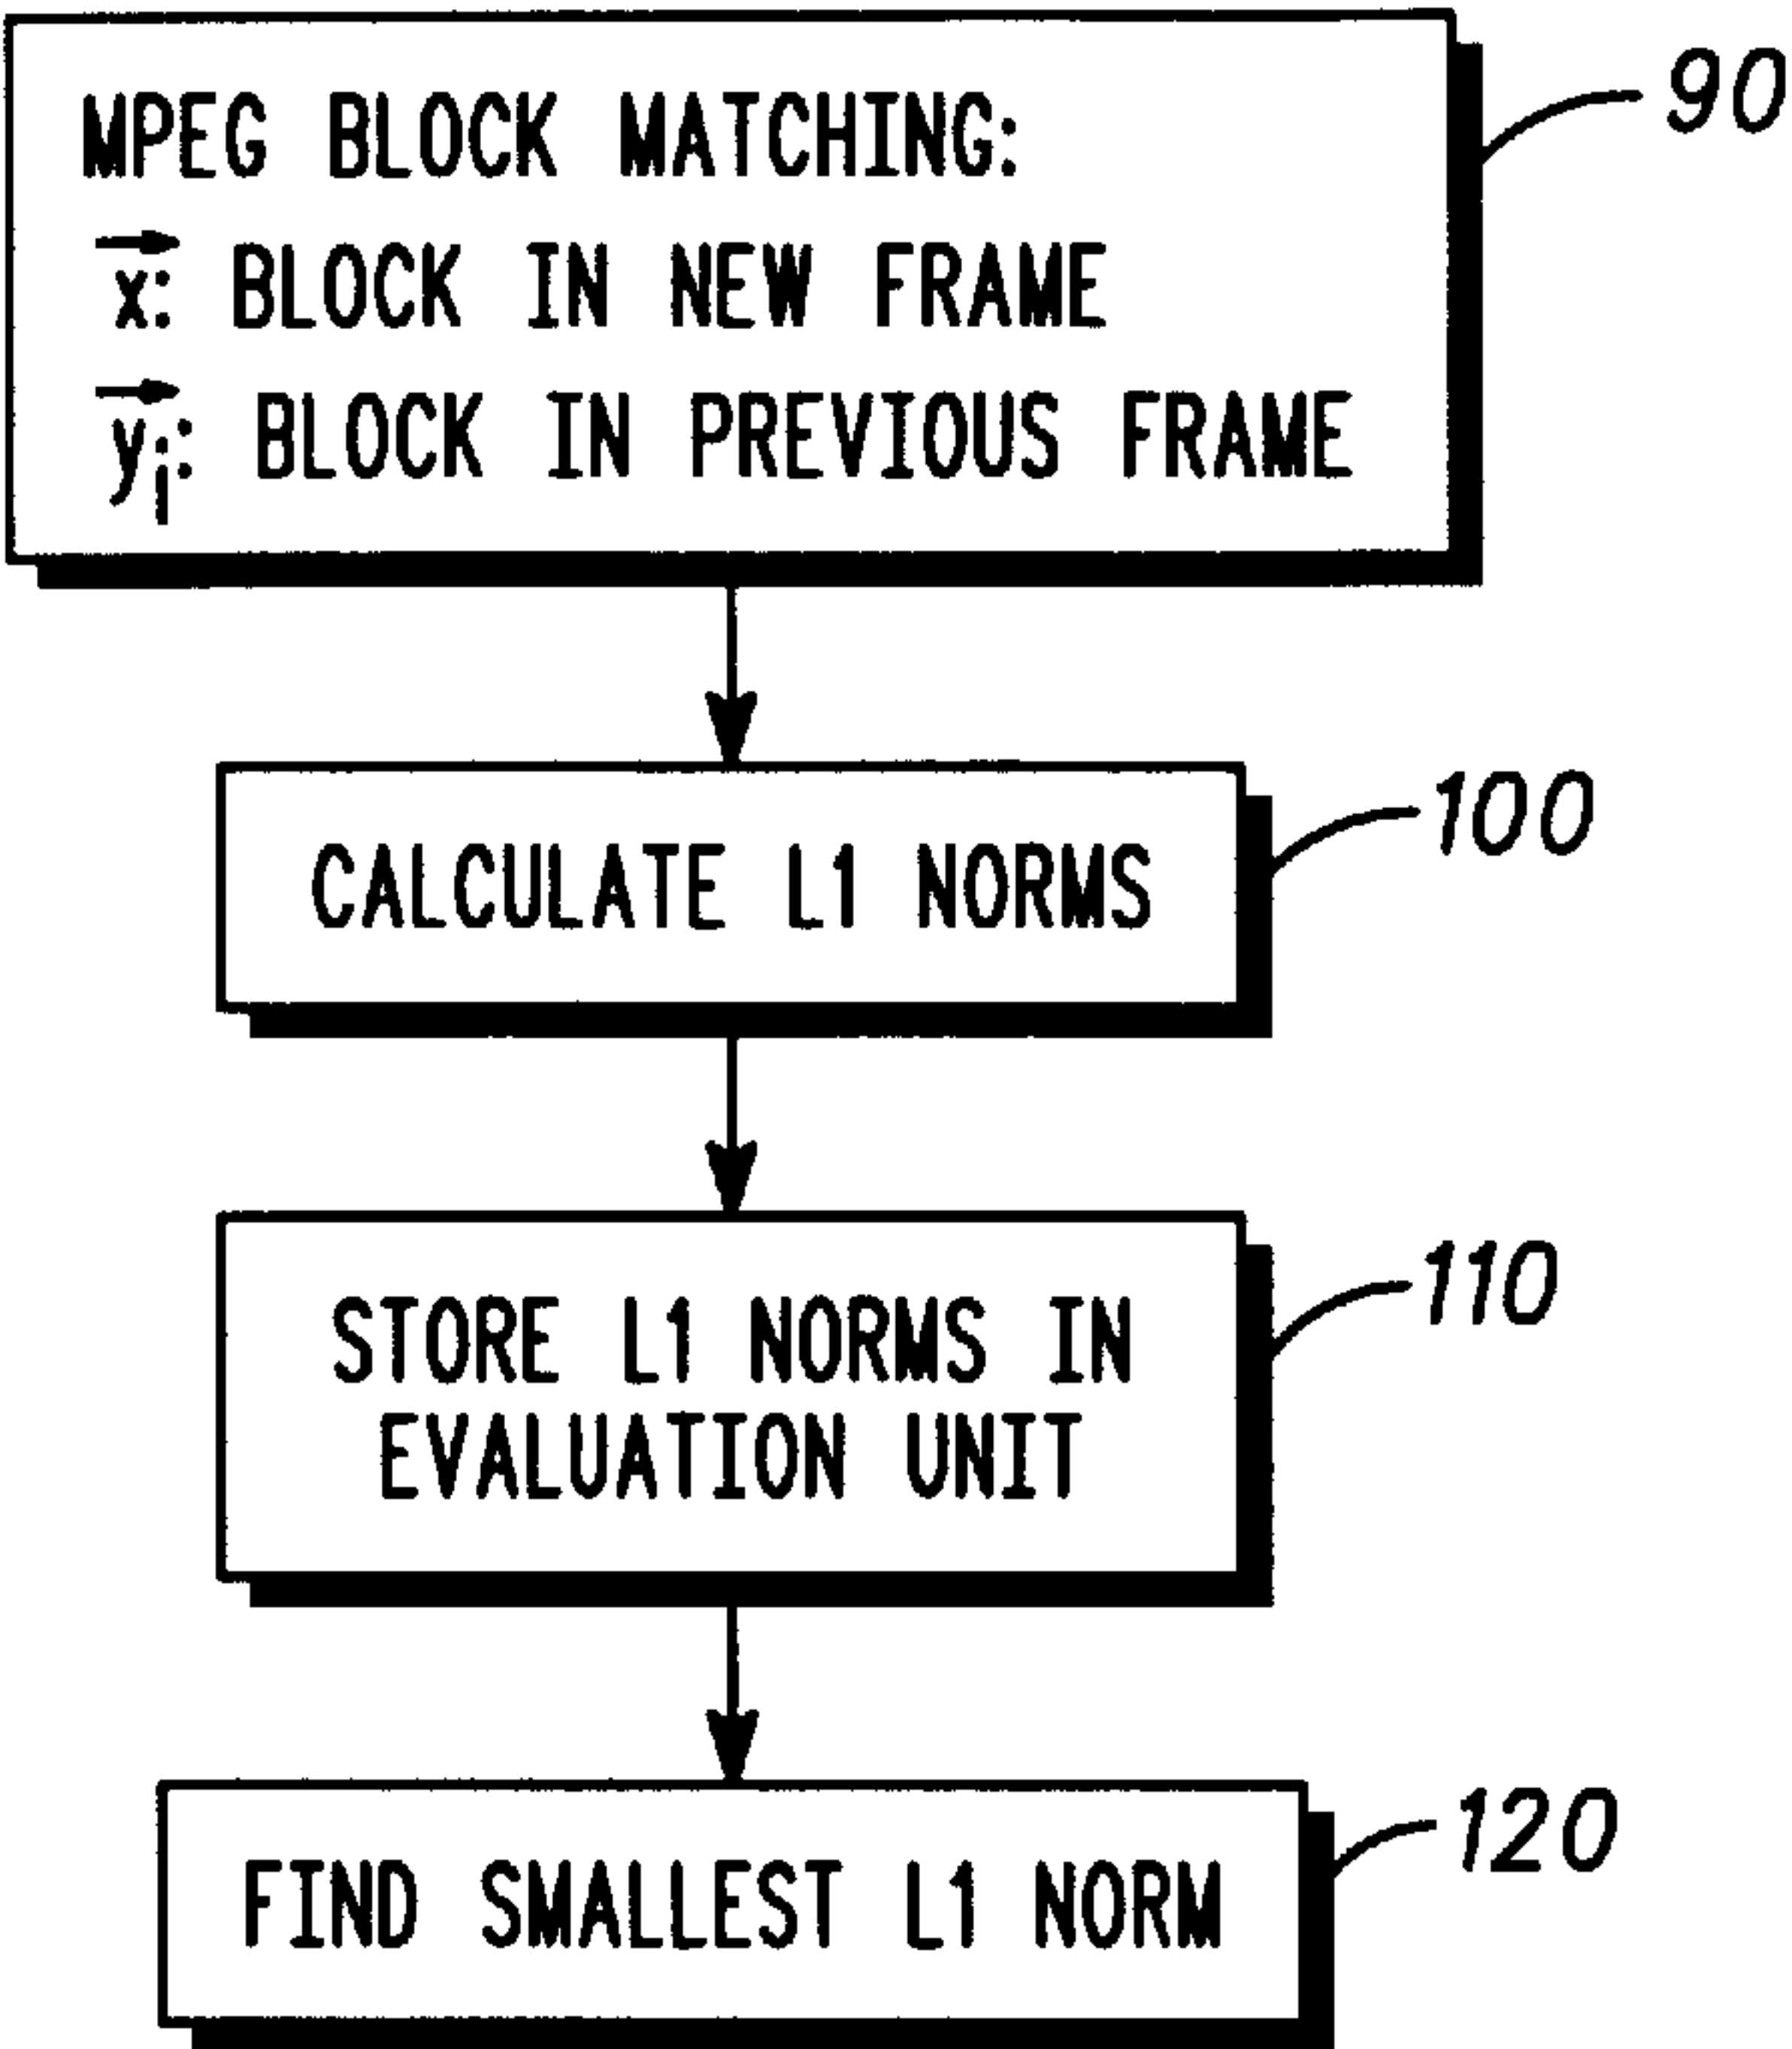 MPEG BLOCK MATCHING:
x⃗: BLOCK IN NEW FRAME
y⃗i: BLOCK IN PREVIOUS FRAME
90
CALCULATE L1 NORMS
100
STORE L1 NORMS IN
EVALUATION UNIT
110
FIND SMALLEST L1 NORM
120